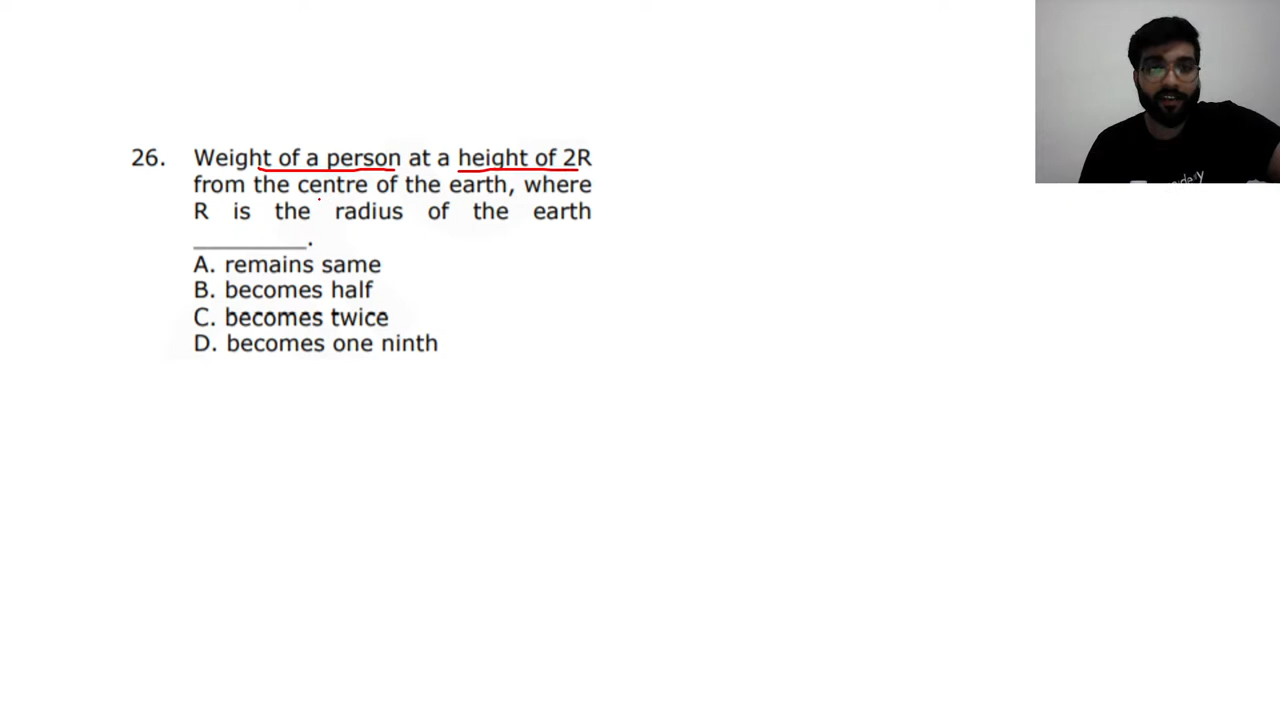 26. Weight of a person at a height of 2R
from the centre of the earth, where
R is the radius of the earth
__________.
A. remains same
B. becomes half
C. becomes twice
D. becomes one ninth